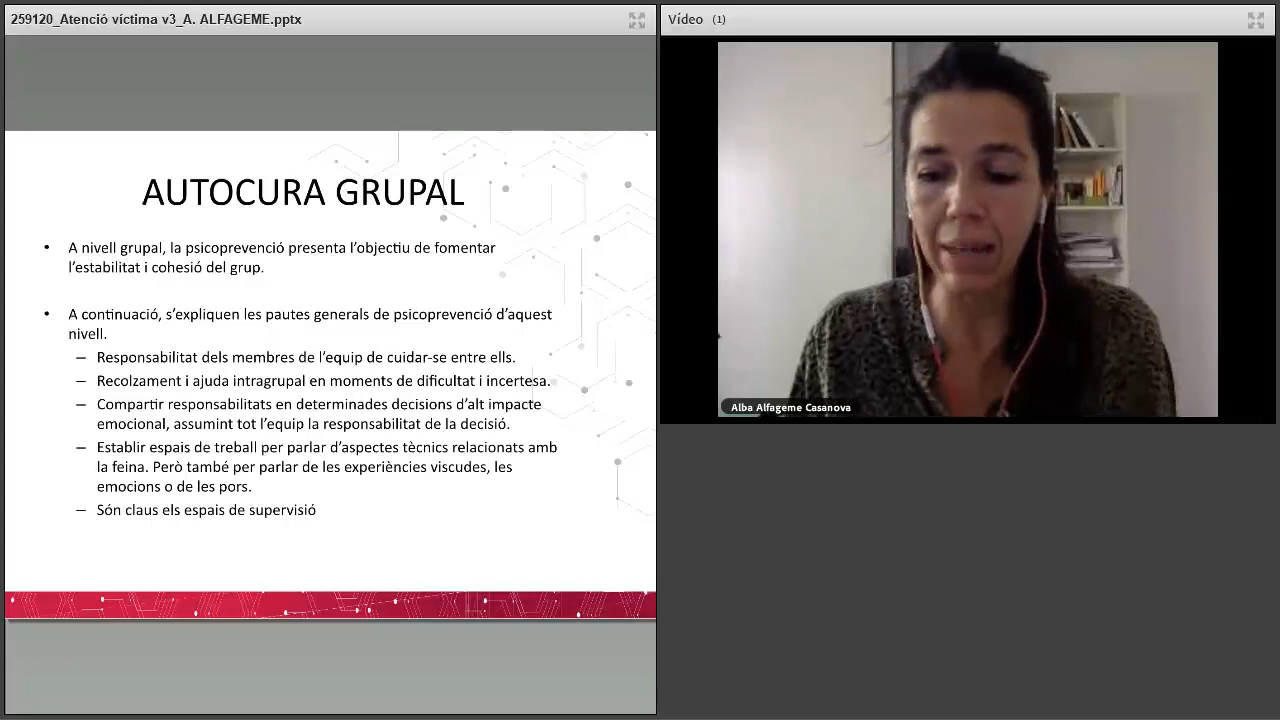 259120_Atenció víctima v3_A. ALFAGEME.pptx
Vídeo (1)
AUTOCURA GRUPAL
• A nivell grupal, la psicoprevenció presenta l’objectiu de fomentar
l’estabilitat i cohesió del grup.
• A continuació, s’expliquen les pautes generals de psicoprevenció d’aquest
nivell.
– Responsabilitat dels membres de l’equip de cuidar-se entre ells.
– Recolzament i ajuda intragrupal en moments de dificultat i incertesa.
– Compartir responsabilitats en determinades decisions d’alt impacte
emocional, assumint tot l’equip la responsabilitat de la decisió.
– Establir espais de treball per parlar d’aspectes tècnics relacionats amb
la feina. Però també per parlar de les experiències viscudes, les
emocions o de les pors.
– Són claus els espais de supervisió
Alba Alfageme Casanova